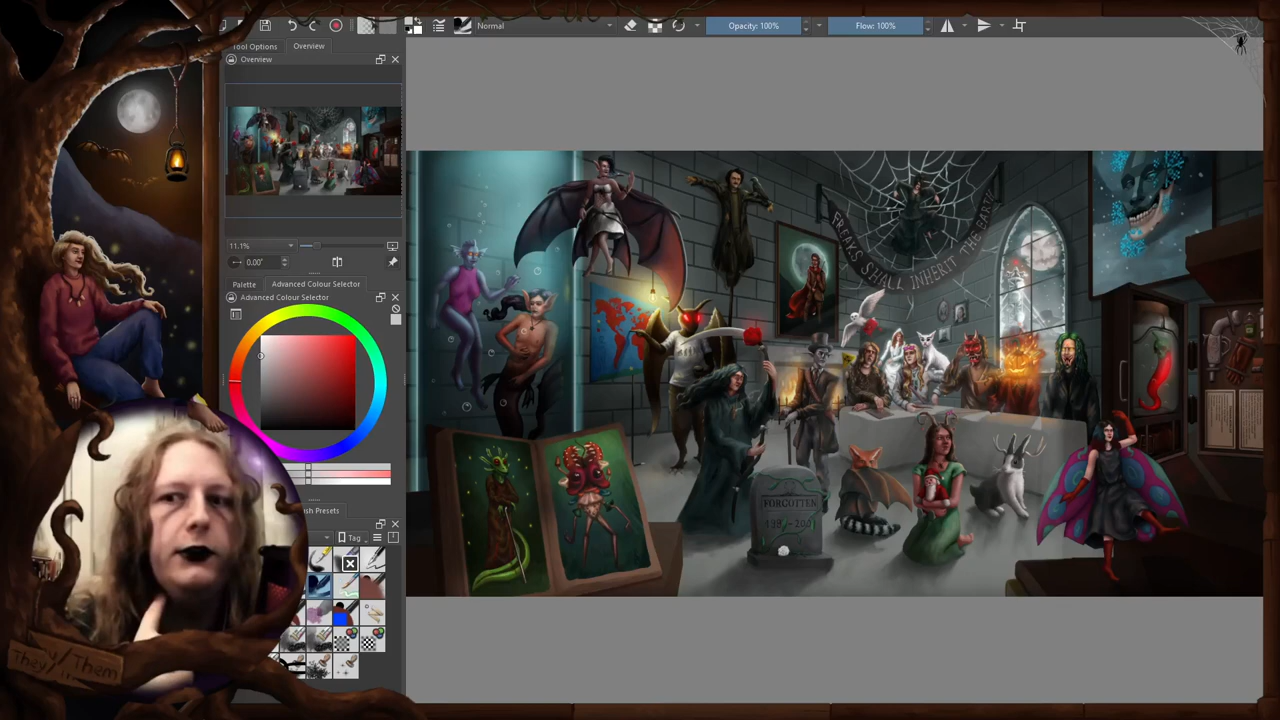 Normal
Opacity: 100%
Flow: 100%
Tool Options
Overview
Overview
11.1%
0.00°
Palette
Advanced Colour Selector
Advanced Colour Selector
Tag
FREAKS SHALL INHERIT THE EARTH
FORGOTTEN
They/Them